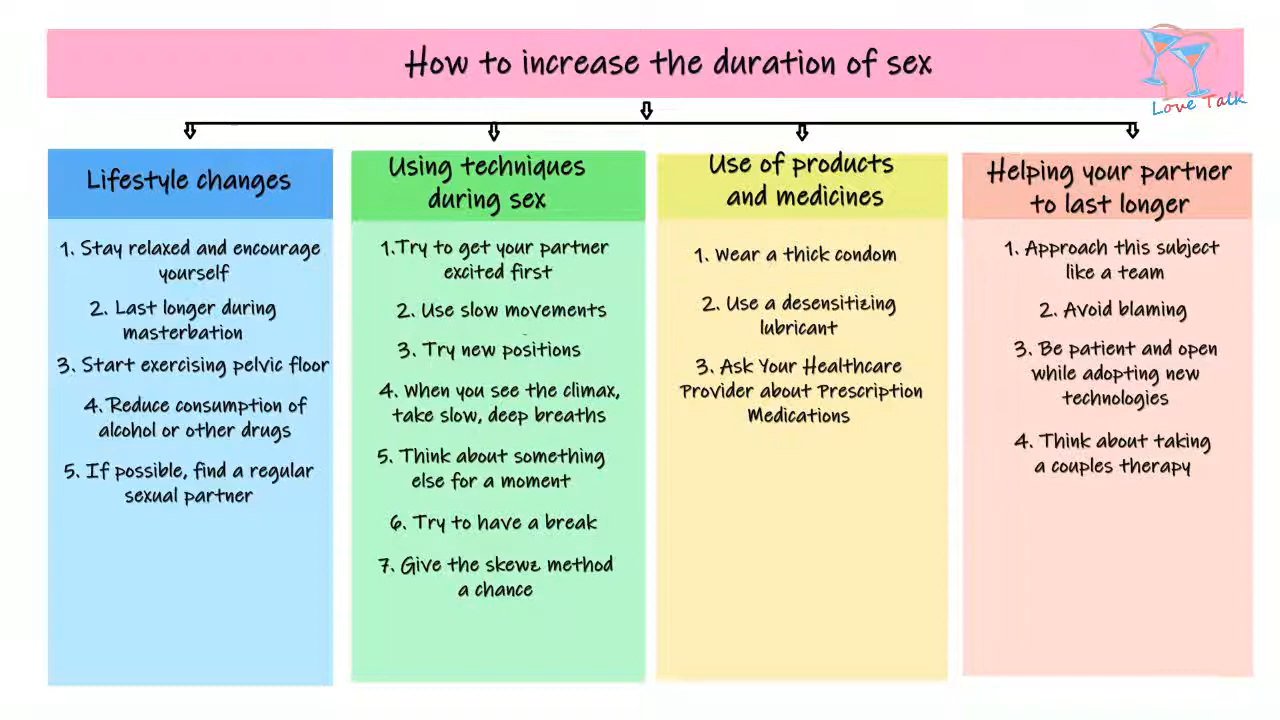 How to increase the duration of sex
Love Talk
Lifestyle changes
1. Stay relaxed and encourage
yourself
2. Last longer during
masterbation
3. Start exercising pelvic floor
4. Reduce consumption of
alcohol or other drugs
5. If possible, find a regular
sexual partner
Using techniques
during sex
1.Try to get your partner
excited first
2. Use slow movements
3. Try new positions
4. When you see the climax,
take slow, deep breaths
5. Think about something
else for a moment
6. Try to have a break
7. Give the skewz method
a chance
Use of products
and medicines
1. Wear a thick condom
2. Use a desensitizing
lubricant
3. Ask Your Healthcare
Provider about Prescription
Medications
Helping your partner
to last longer
1. Approach this subject
like a team
2. Avoid blaming
3. Be patient and open
while adopting new
technologies
4. Think about taking
a couples therapy